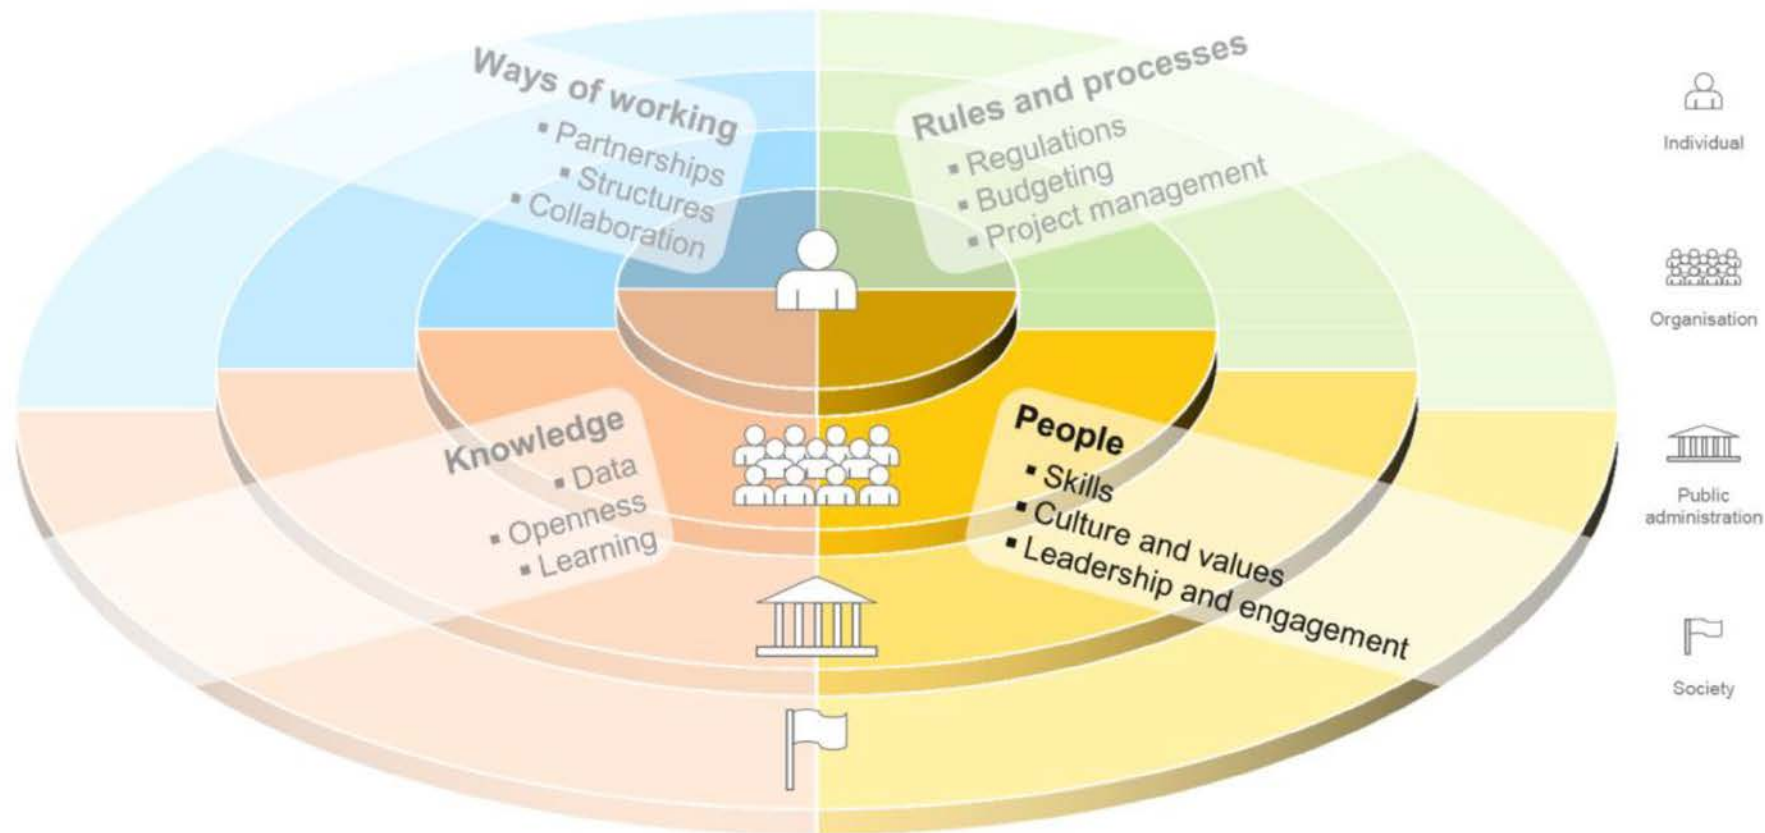 Ways of working
▪ Partnerships
▪ Structures
▪ Collaboration
Rules and processes
▪ Regulations
▪ Budgeting
▪ Project management
Knowledge
▪ Data
▪ Openness
▪ Learning
People
▪ Skills
▪ Culture and values
▪ Leadership and engagement
Individual
Organisation
Public
administration
Society